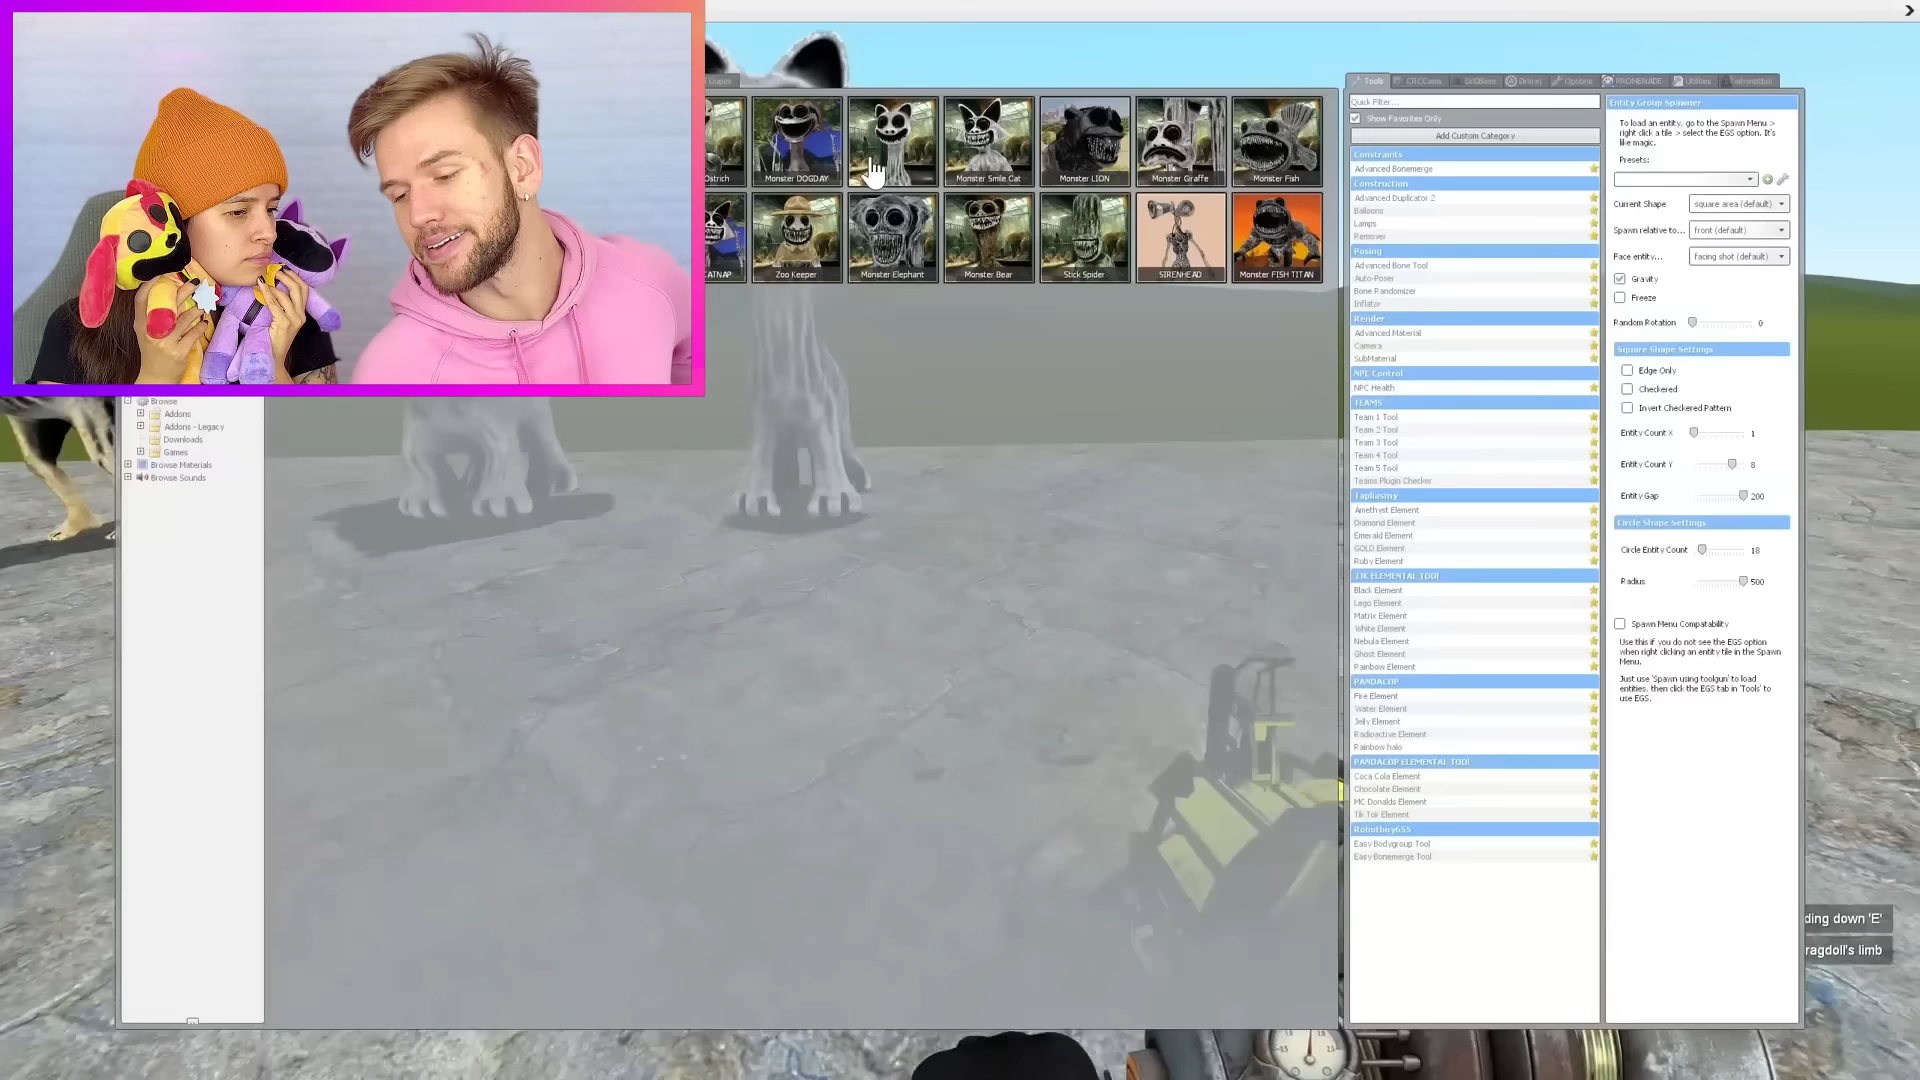 Dupes
Ostrich
Monster DOGDAY
Monster Smile Cat
Monster LION
Monster Giraffe
Monster Fish
CATNAP
Zoo Keeper
Monster Elephant
Monster Bear
Stick Spider
SIRENHEAD
Monster FISH TITAN
Browse
Addons
Addons - Legacy
Downloads
Games
Browse Materials
Browse Sounds
Tools
Options
PROMENADE
Utilities
Quick Filter...
Show Favorites Only
Add Custom Category
Constraints
Advanced Bonemerge
Construction
Advanced Duplicator 2
Balloons
Lamps
Remover
Posing
Advanced Bone Tool
Auto-Poser
Bone Randomizer
Inflator
Render
Advanced Material
Camera
SubMaterial
NPC Control
NPC Health
TEAMS
Team 1 Tool
Team 2 Tool
Team 3 Tool
Team 4 Tool
Team 5 Tool
Teams Plugin Checker
Tapliasmy
Amethyst Element
Diamond Element
Emerald Element
GOLD Element
Ruby Element
JJK ELEMENTAL TOOl
Black Element
Lego Element
Matrix Element
White Element
Nebula Element
Ghost Element
Rainbow Element
PANDACOP
Fire Element
Water Element
Jelly Element
Radioactive Element
Rainbow halo
PANDACOP ELEMENTAL TOOl
Coca Cola Element
Chocolate Element
MC Donalds Element
Tik Tok Element
Robotboy655
Easy Bodygroup Tool
Easy Bonemerge Tool
Entity Group Spawner
To load an entity, go to the Spawn Menu >
right click a tile > select the EGS option. It's
like magic.
Presets:
Current Shape square area (default)
Spawn relative to... front (default)
Face entity... facing shot (default)
Gravity
Freeze
Random Rotation 0
Square Shape Settings
Edge Only
Checkered
Invert Checkered Pattern
Entity Count X 1
Entity Count Y 8
Entity Gap 200
Circle Shape Settings
Circle Entity Count 18
Radius 500
Spawn Menu Compatability
Use this if you do not see the EGS option
when right clicking an entity tile in the Spawn
Menu.
Just use 'Spawn using toolgun' to load
entities, then click the EGS tab in 'Tools' to
use EGS.
ding down 'E'
ragdoll's limb